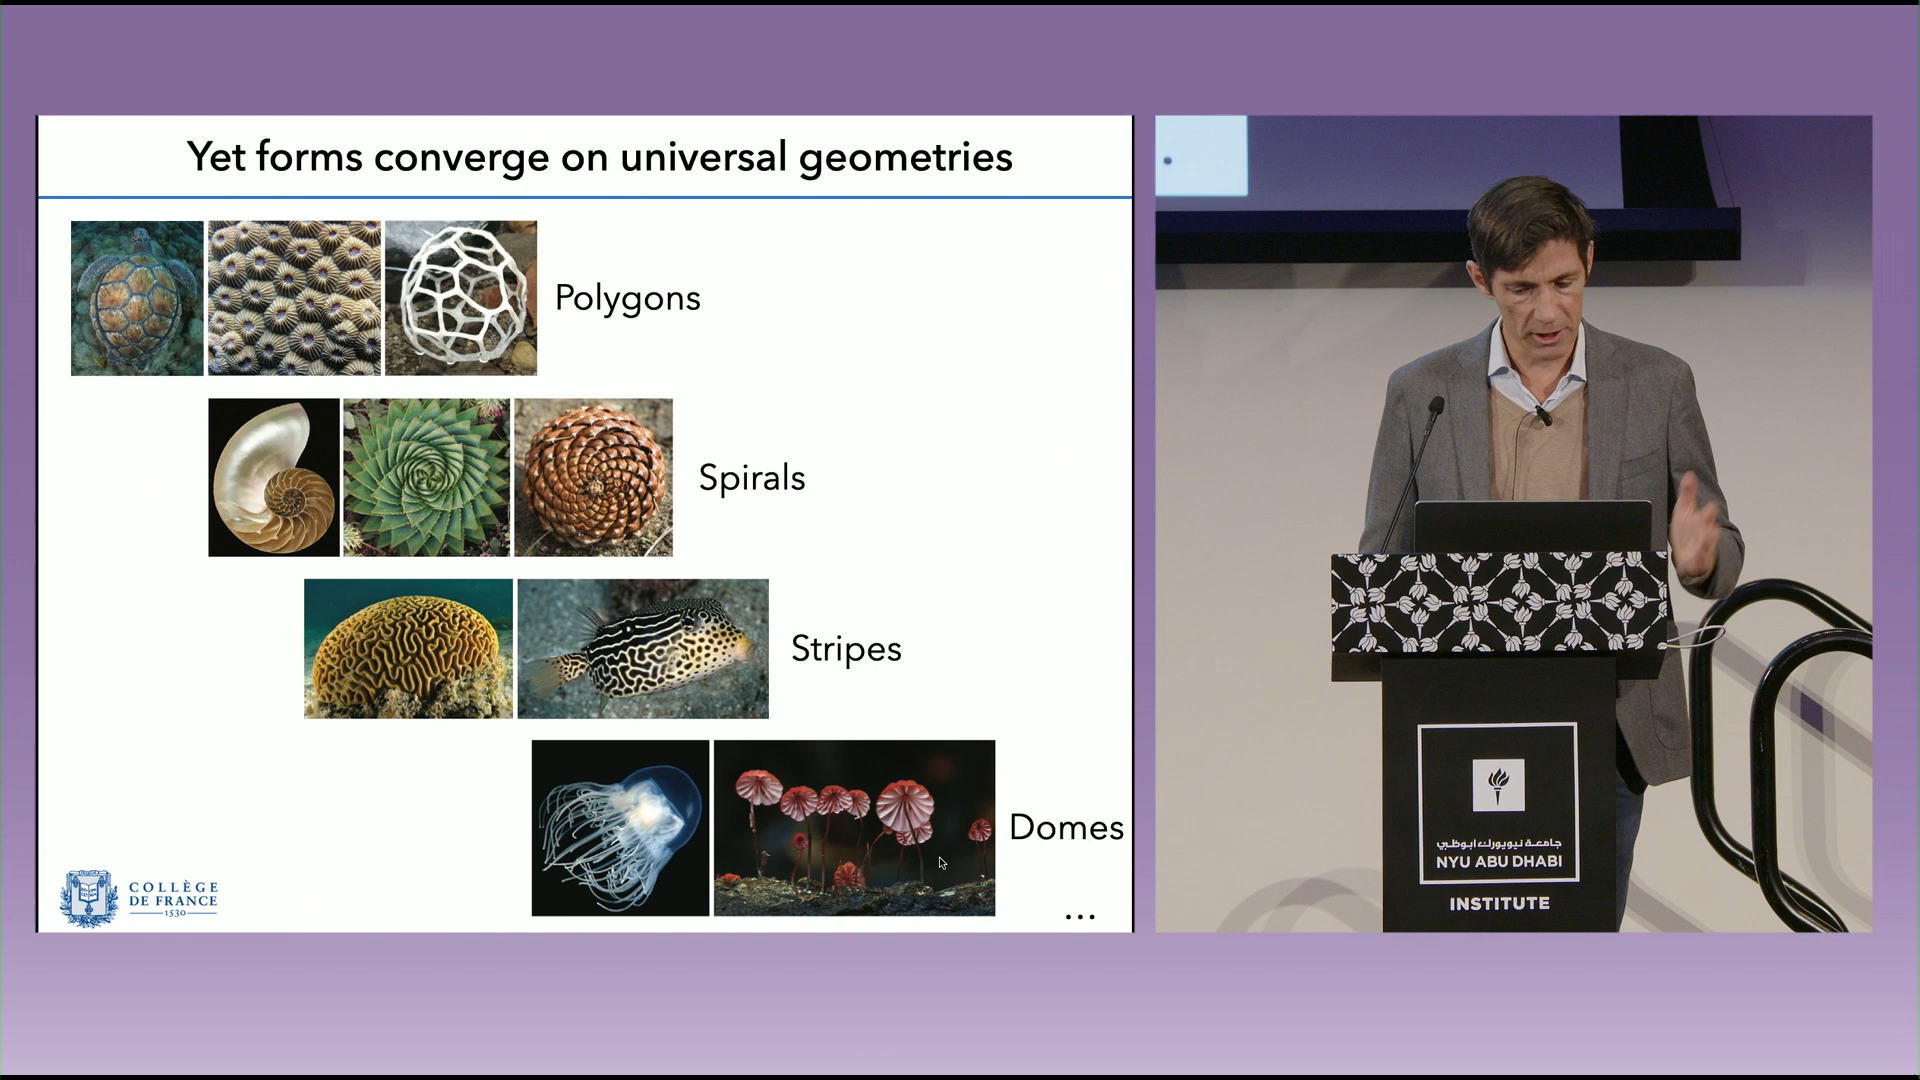 Yet forms converge on universal geometries
Polygons
Spirals
Stripes
Domes
...
COLLÈGE
DE FRANCE
1530
جامعة نيويورك أبوظبي
NYU ABU DHABI
INSTITUTE